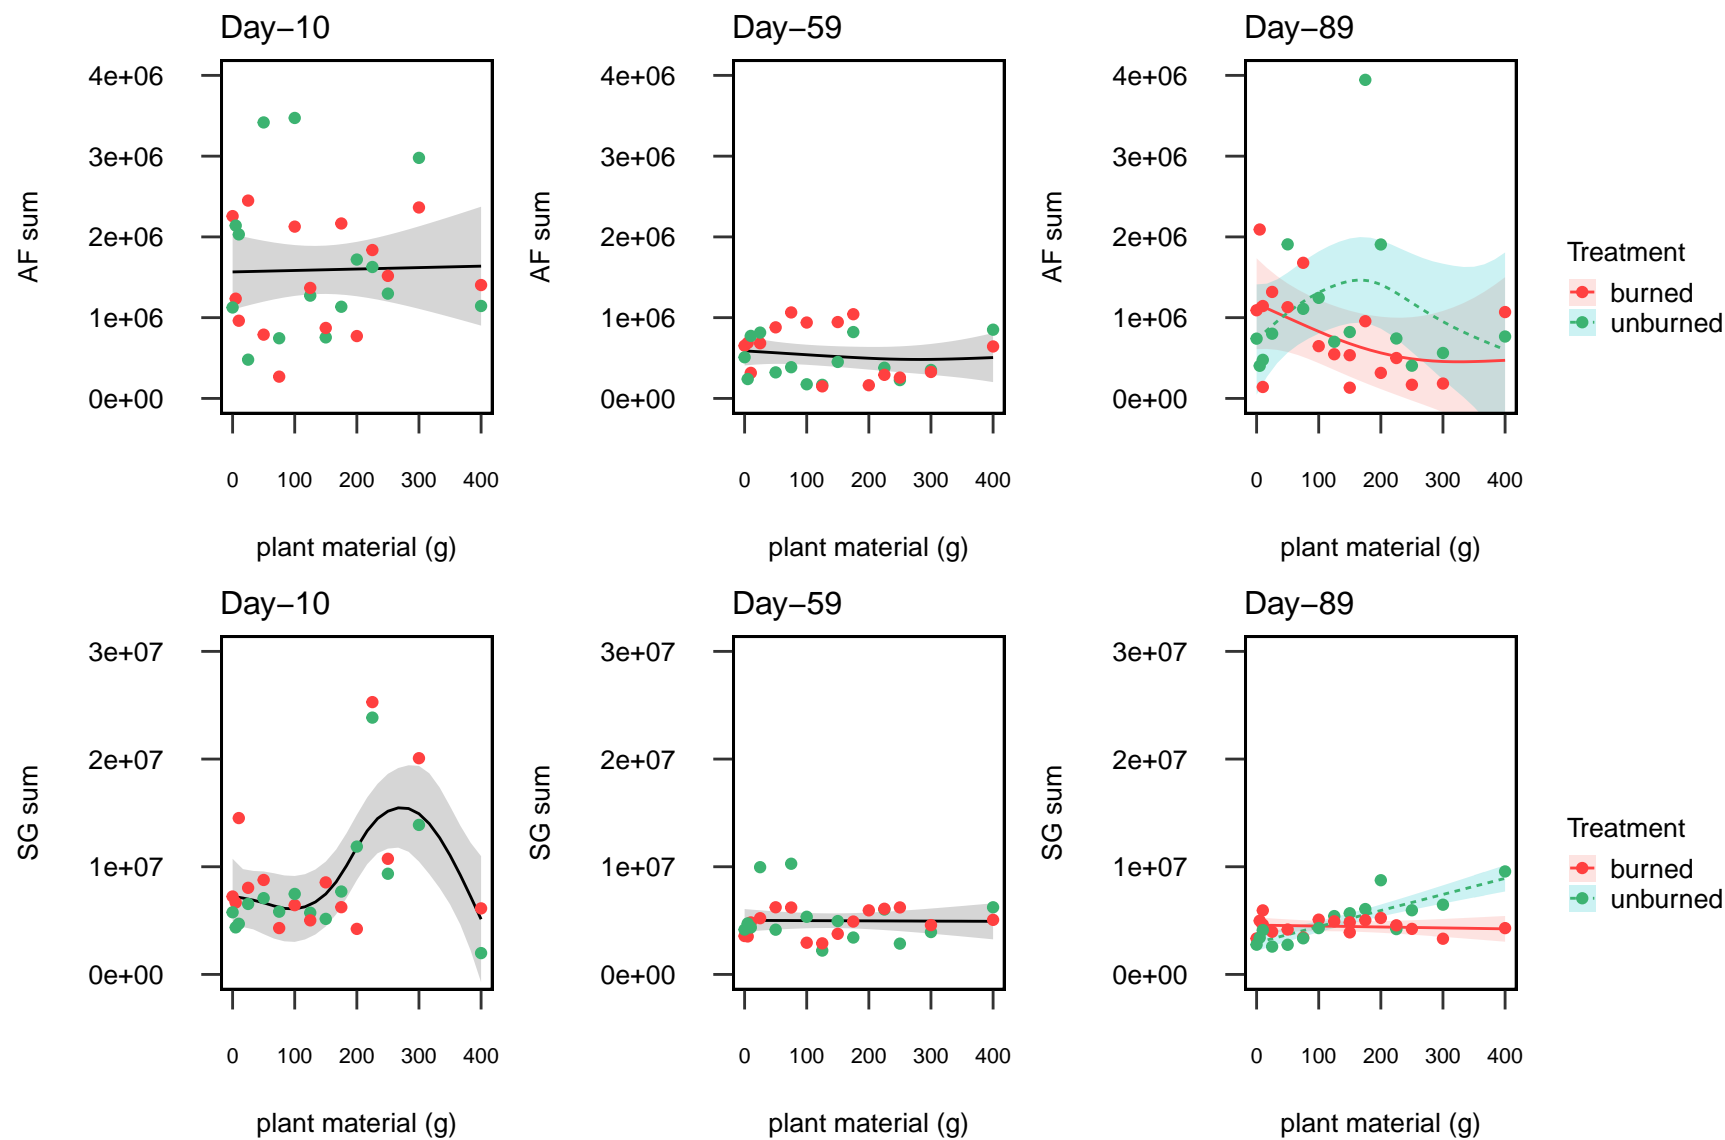 Day−10 Day−59 Day−89
4e+06 4e+06 4e+06
3e+06 3e+06 3e+06
AF sum AF sum AF sum
2e+06 2e+06 2e+06
Treatment
burned
unburned
1e+06 1e+06 1e+06
0e+00 0e+00 0e+00
0 100 200 300 400 0 100 200 300 400 0 100 200 300 400
plant material (g) plant material (g) plant material (g)
Day−10 Day−59 Day−89
3e+07 3e+07 3e+07
2e+07 2e+07 2e+07
SG sum SG sum SG sum
Treatment
burned
unburned
1e+07 1e+07 1e+07
0e+00 0e+00 0e+00
0 100 200 300 400 0 100 200 300 400 0 100 200 300 400
plant material (g) plant material (g) plant material (g)